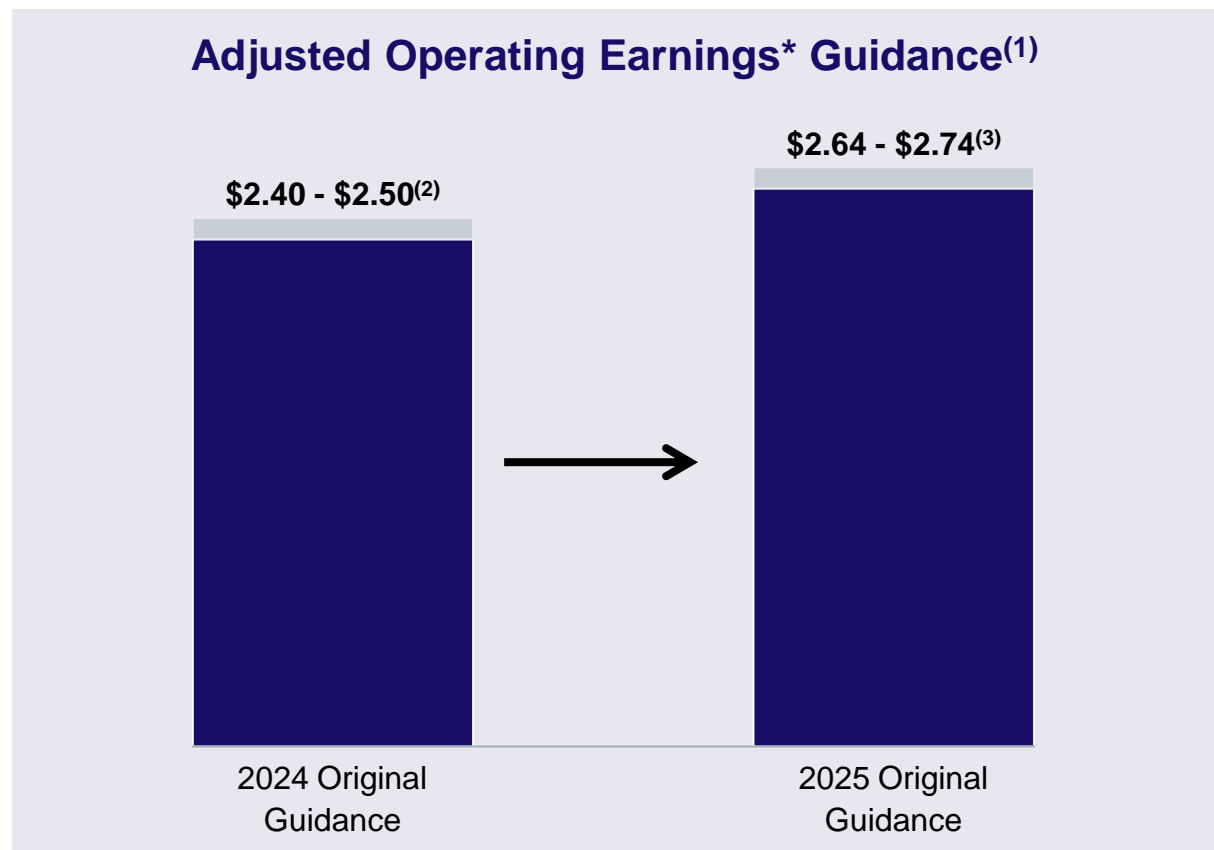 Adjusted Operating Earnings* Guidance(1)
$2.64 - $2.74(3)
$2.40 - $2.50(2)
2024 Original
Guidance
2025 Original
Guidance